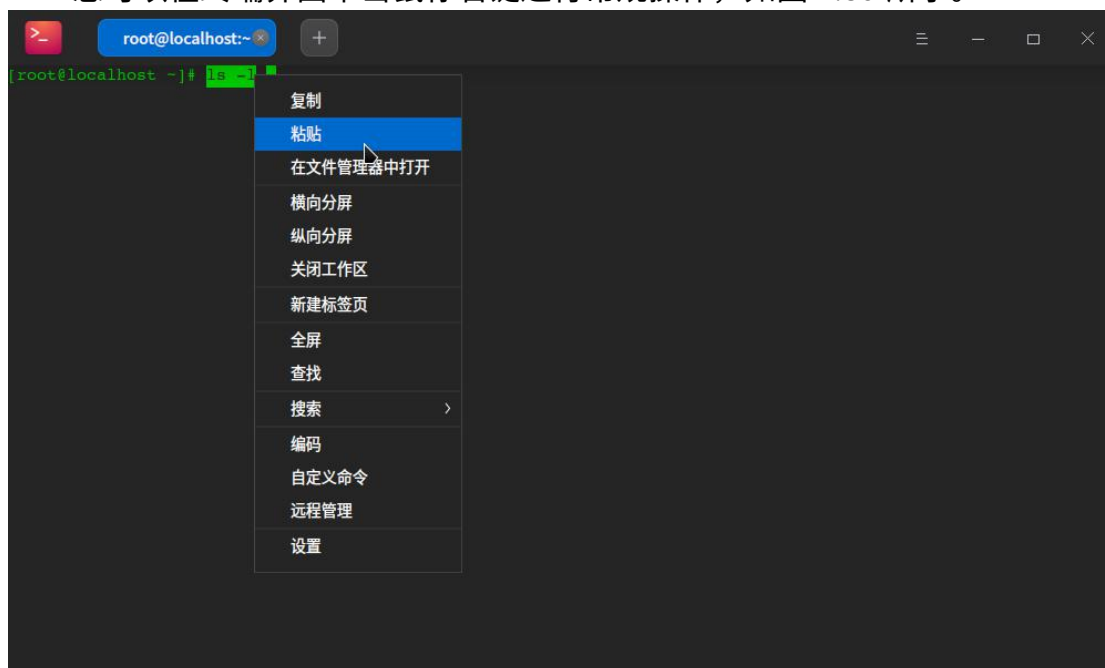 root@localhost:~
[root@localhost ~]# ls -l
复制
粘贴
在文件管理器中打开
横向分屏
纵向分屏
关闭工作区
新建标签页
全屏
查找
搜索
编码
自定义命令
远程管理
设置